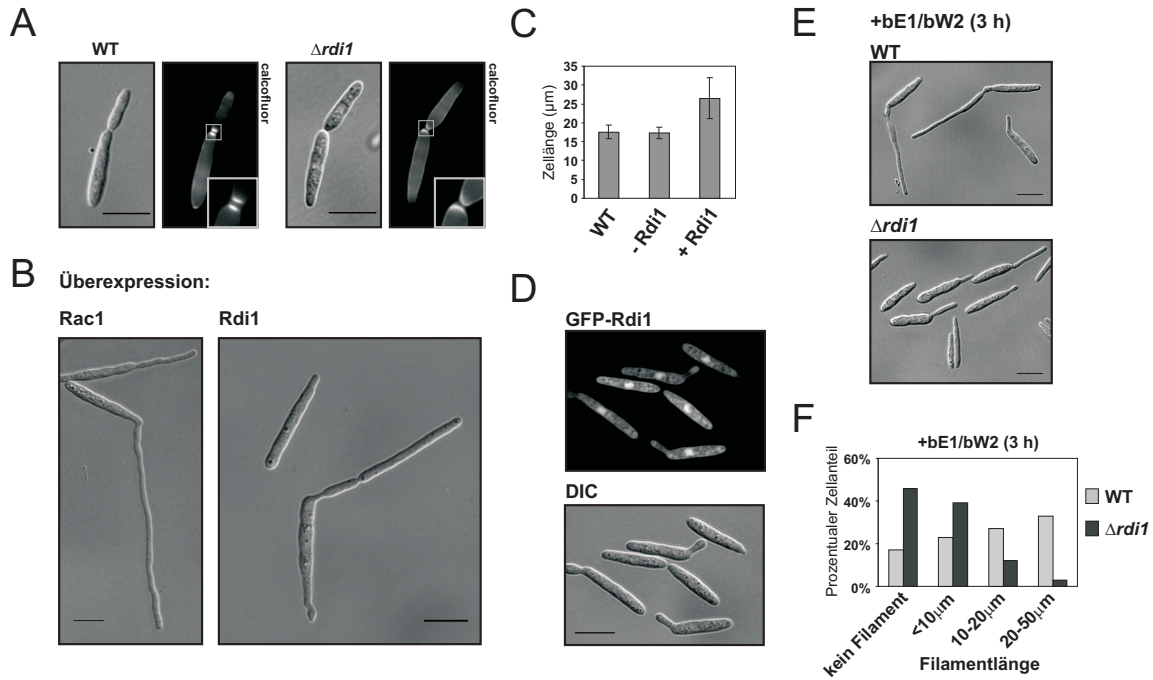 A
WT
Δrdi1
calcofluor
calcofluor
B
Überexpression:
Rac1
Rdi1
C
Zellänge (µm)
35
30
25
20
15
10
5
0
WT
- Rdi1
+ Rdi1
D
GFP-Rdi1
DIC
E
+bE1/bW2 (3 h)
WT
Δrdi1
F
+bE1/bW2 (3 h)
Prozentualer Zellanteil
60%
40%
20%
0%
kein Filament
<10µm
10-20µm
20-50µm
Filamentlänge
WT
Δrdi1